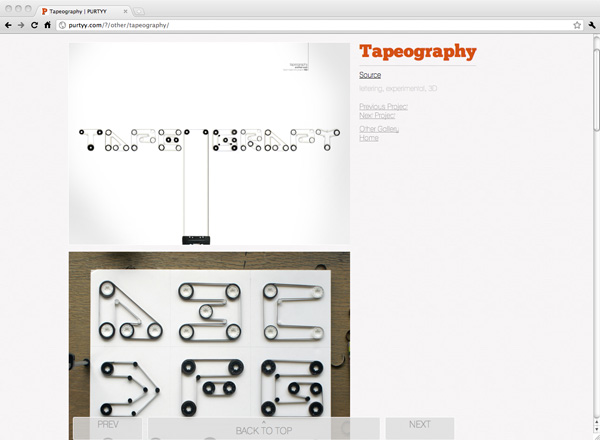 Tapeography | PURTYY
purtyy.com/?/other/tapeography/
Tapeography
Source
lettering, experimental, 3D
Previous Project
Next Project
Other Gallery
Home
PREV
BACK TO TOP
NEXT